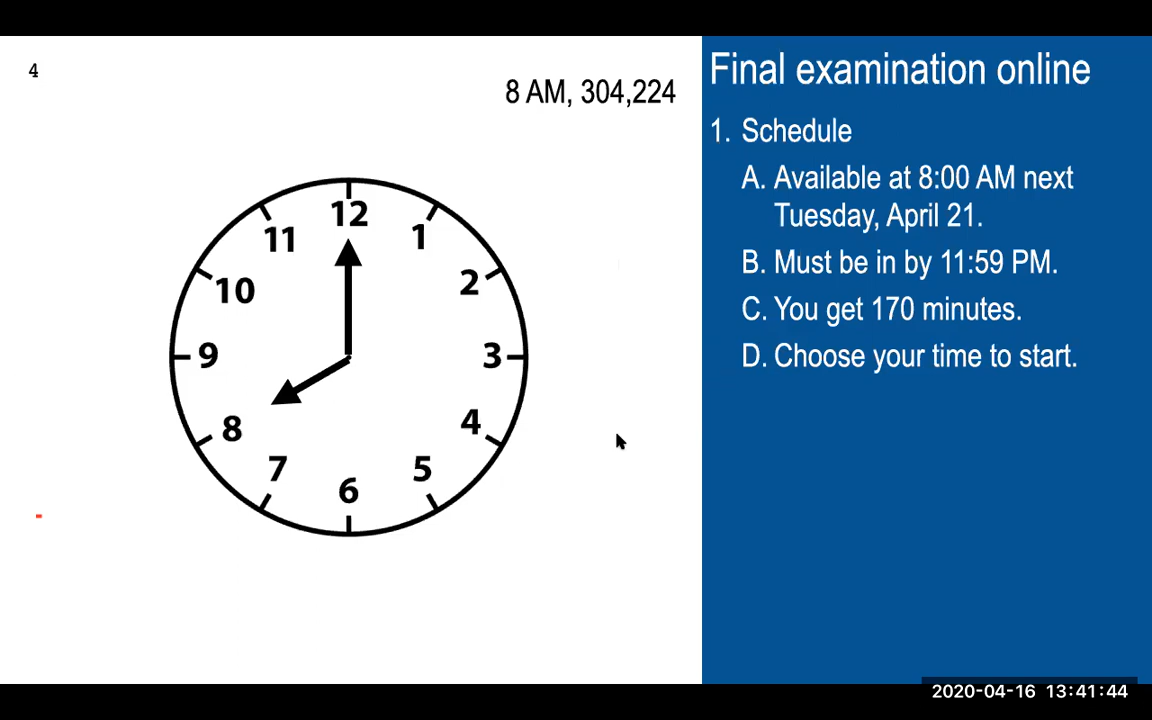 4
8 AM, 304,224
12
1
2
3
4
5
6
7
8
9
10
11
Final examination online
1. Schedule
A. Available at 8:00 AM next
Tuesday, April 21.
B. Must be in by 11:59 PM.
C. You get 170 minutes.
D. Choose your time to start.
2020-04-16 13:41:44